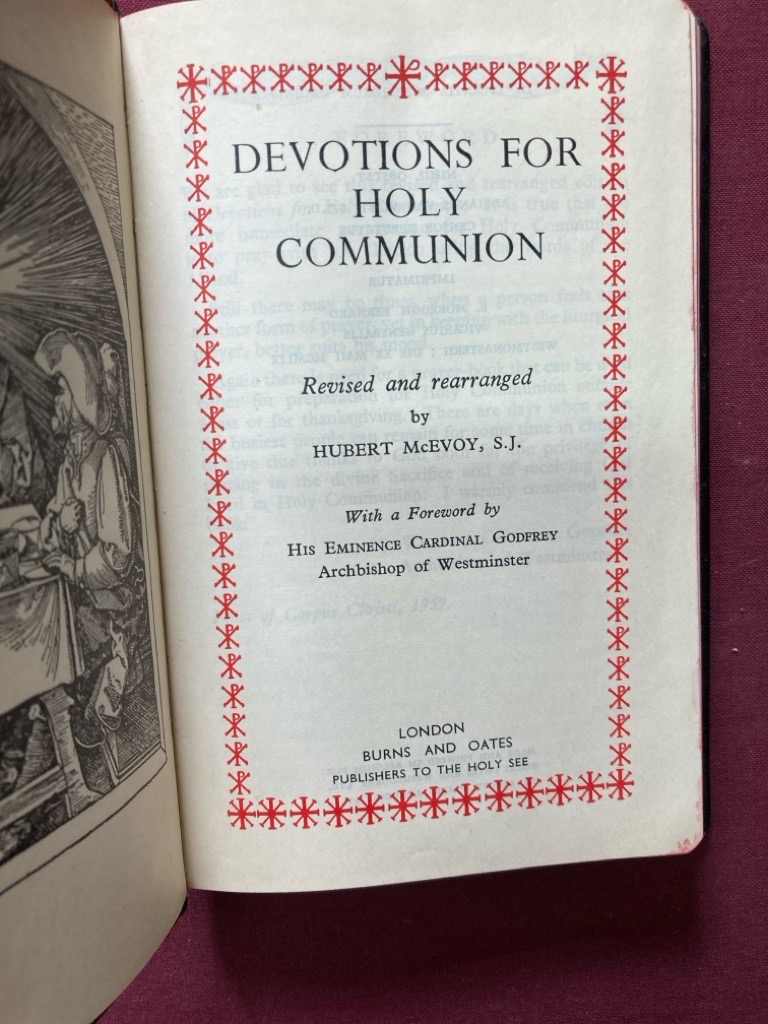 DEVOTIONS FOR
HOLY
COMMUNION
Revised and rearranged
by
HUBERT McEVOY, S.J.
With a Foreword by
HIS EMINENCE CARDINAL GODFREY
Archbishop of Westminster
LONDON
BURNS AND OATES
PUBLISHERS TO THE HOLY SEE